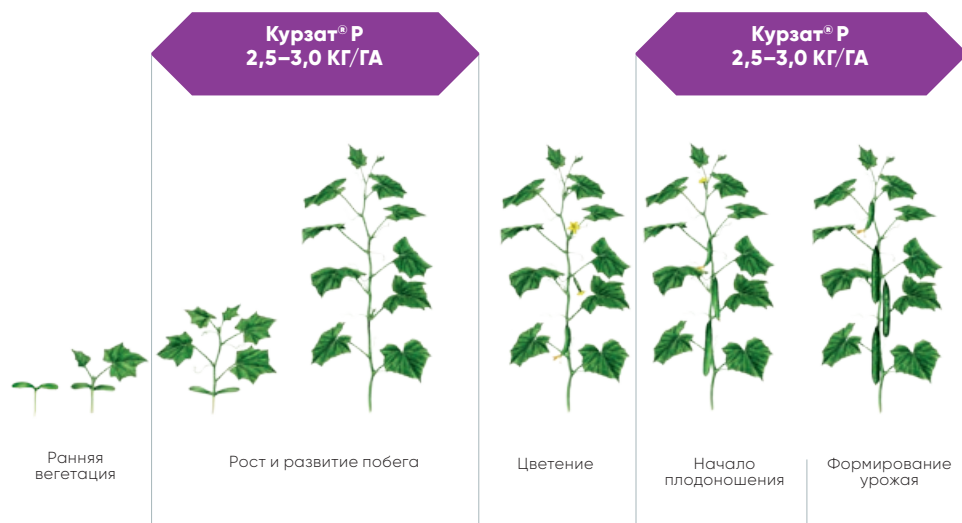 Курзат® Р
2,5–3,0 КГ/ГА
Курзат® Р
2,5–3,0 КГ/ГА
Ранняя
вегетация
Рост и развитие побега
Цветение
Начало
плодоношения
Формирование
урожая